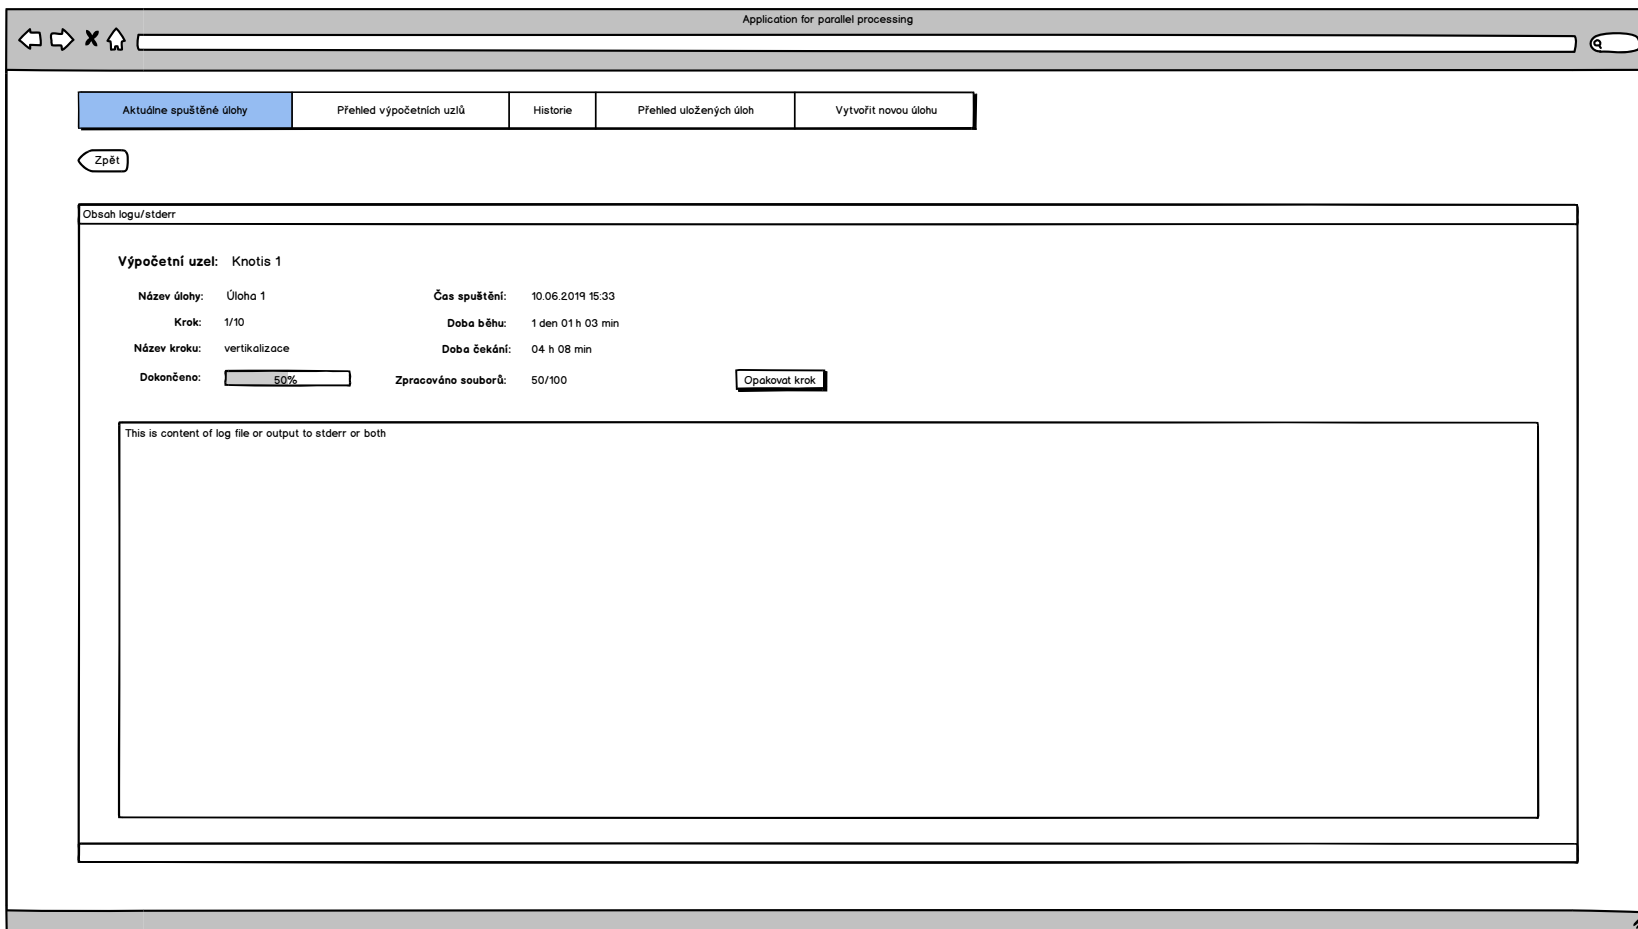 Application for parallel processing
Aktuálne spuštěné úlohy Přehled výpočetních uzlů Historie Přehled uložených úloh Vytvořit novou úlohu
Zpět
Obsah logu/stderr
Výpočetní uzel: Knotis 1
Název úlohy: Úloha 1 Čas spuštění: 10.06.2019 15:33
Krok: 1/10 Doba běhu: 1 den 01 h 03 min
Název kroku: vertikalizace Doba čekání: 04 h 08 min
Dokončeno: 50% Zpracováno souborů: 50/100 Opakovat krok
This is content of log file or output to stderr or both